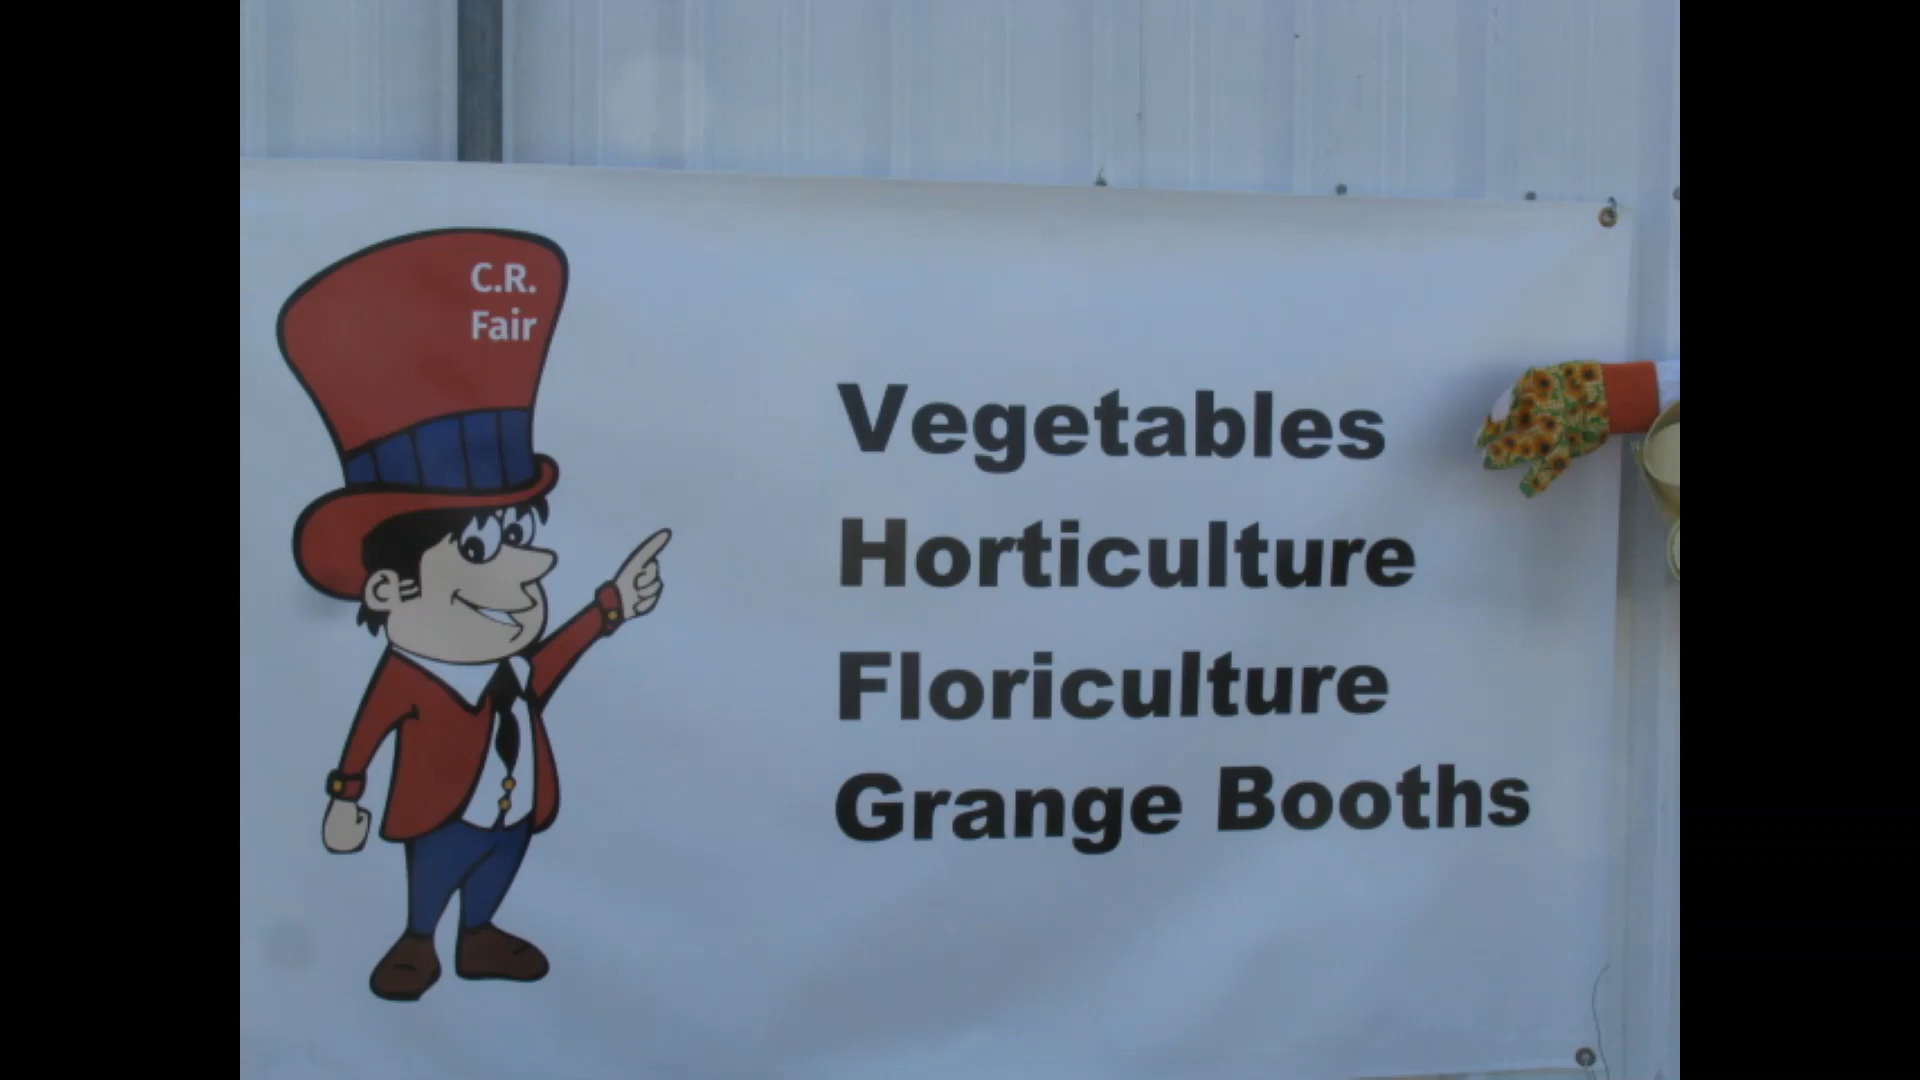 C.R.
Fair
Vegetables
Horticulture
Floriculture
Grange Booths